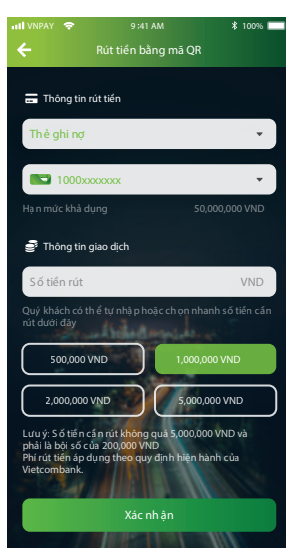 VNPAY 9:41 AM 100%
Rút tiền bằng mã QR
Thông tin rút tiền
Thẻ ghi nợ
1000xxxxxxx
Hạn mức khả dụng 50,000,000 VND
Thông tin giao dịch
Số tiền rút VND
Quý khách có thể tự nhập hoặc chọn nhanh số tiền cần
rút dưới đây
500,000 VND 1,000,000 VND
2,000,000 VND 5,000,000 VND
Lưu ý: Số tiền cần rút không quá 5,000,000 VND và
phải là bội số của 200,000 VND
Phí rút tiền áp dụng theo quy định hiện hành của
Vietcombank.
Xác nhận